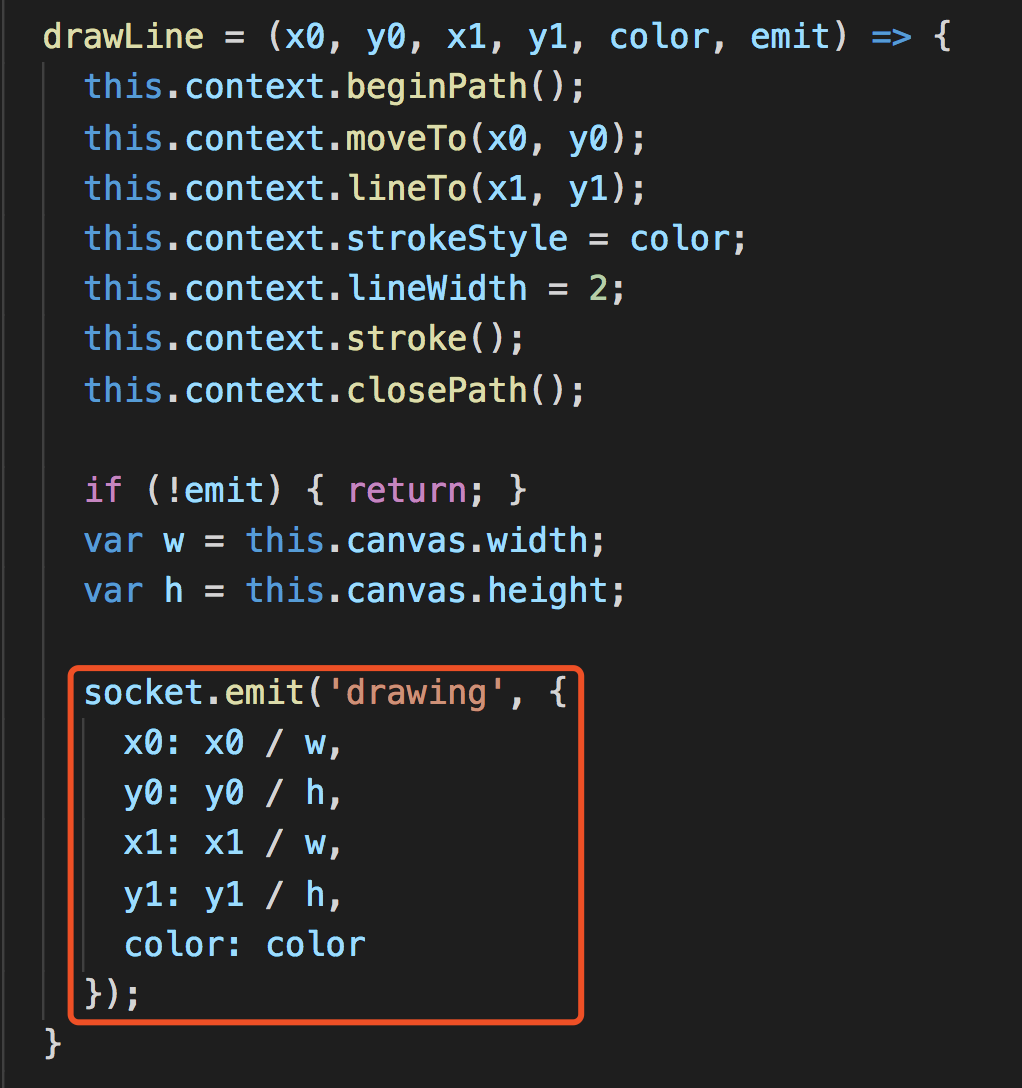 drawLine = (x0, y0, x1, y1, color, emit) => {
  this.context.beginPath();
  this.context.moveTo(x0, y0);
  this.context.lineTo(x1, y1);
  this.context.strokeStyle = color;
  this.context.lineWidth = 2;
  this.context.stroke();
  this.context.closePath();

  if (!emit) { return; }
  var w = this.canvas.width;
  var h = this.canvas.height;

  socket.emit('drawing', {
    x0: x0 / w,
    y0: y0 / h,
    x1: x1 / w,
    y1: y1 / h,
    color: color
  });
}